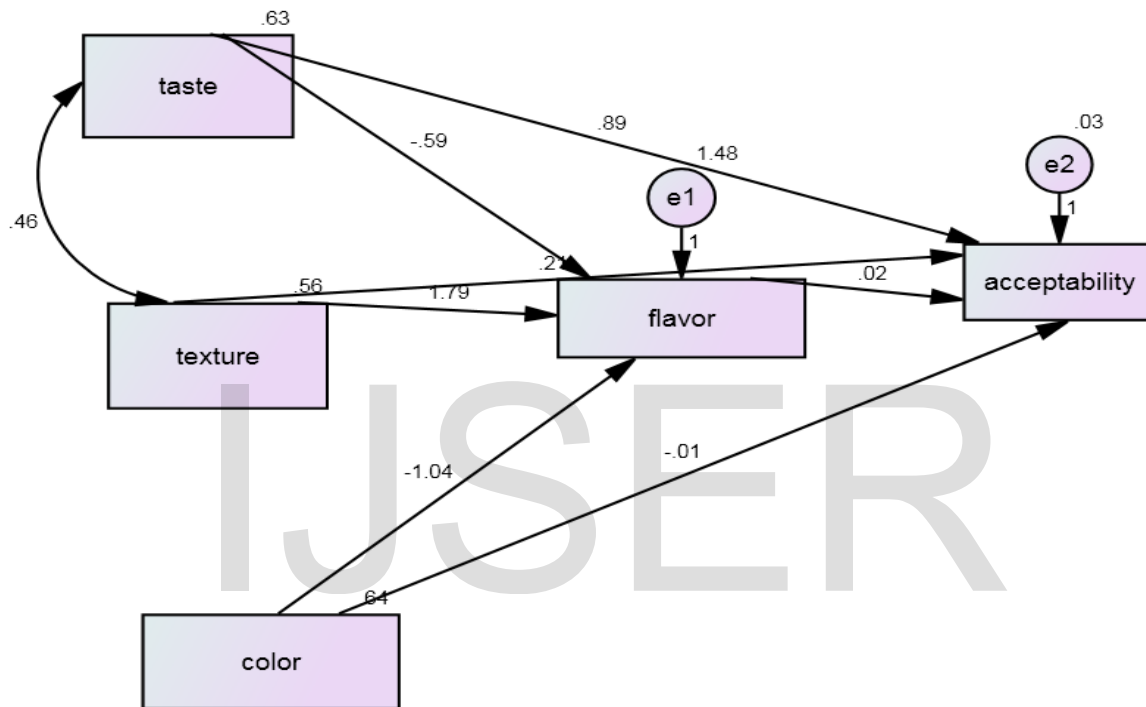 .63
taste
.89
.03
-.59
1.48
e2
e1
1
.46
1
.21
.02
acceptability
.56
1.79
flavor
texture
IJSER
-.01
-1.04
.64
color